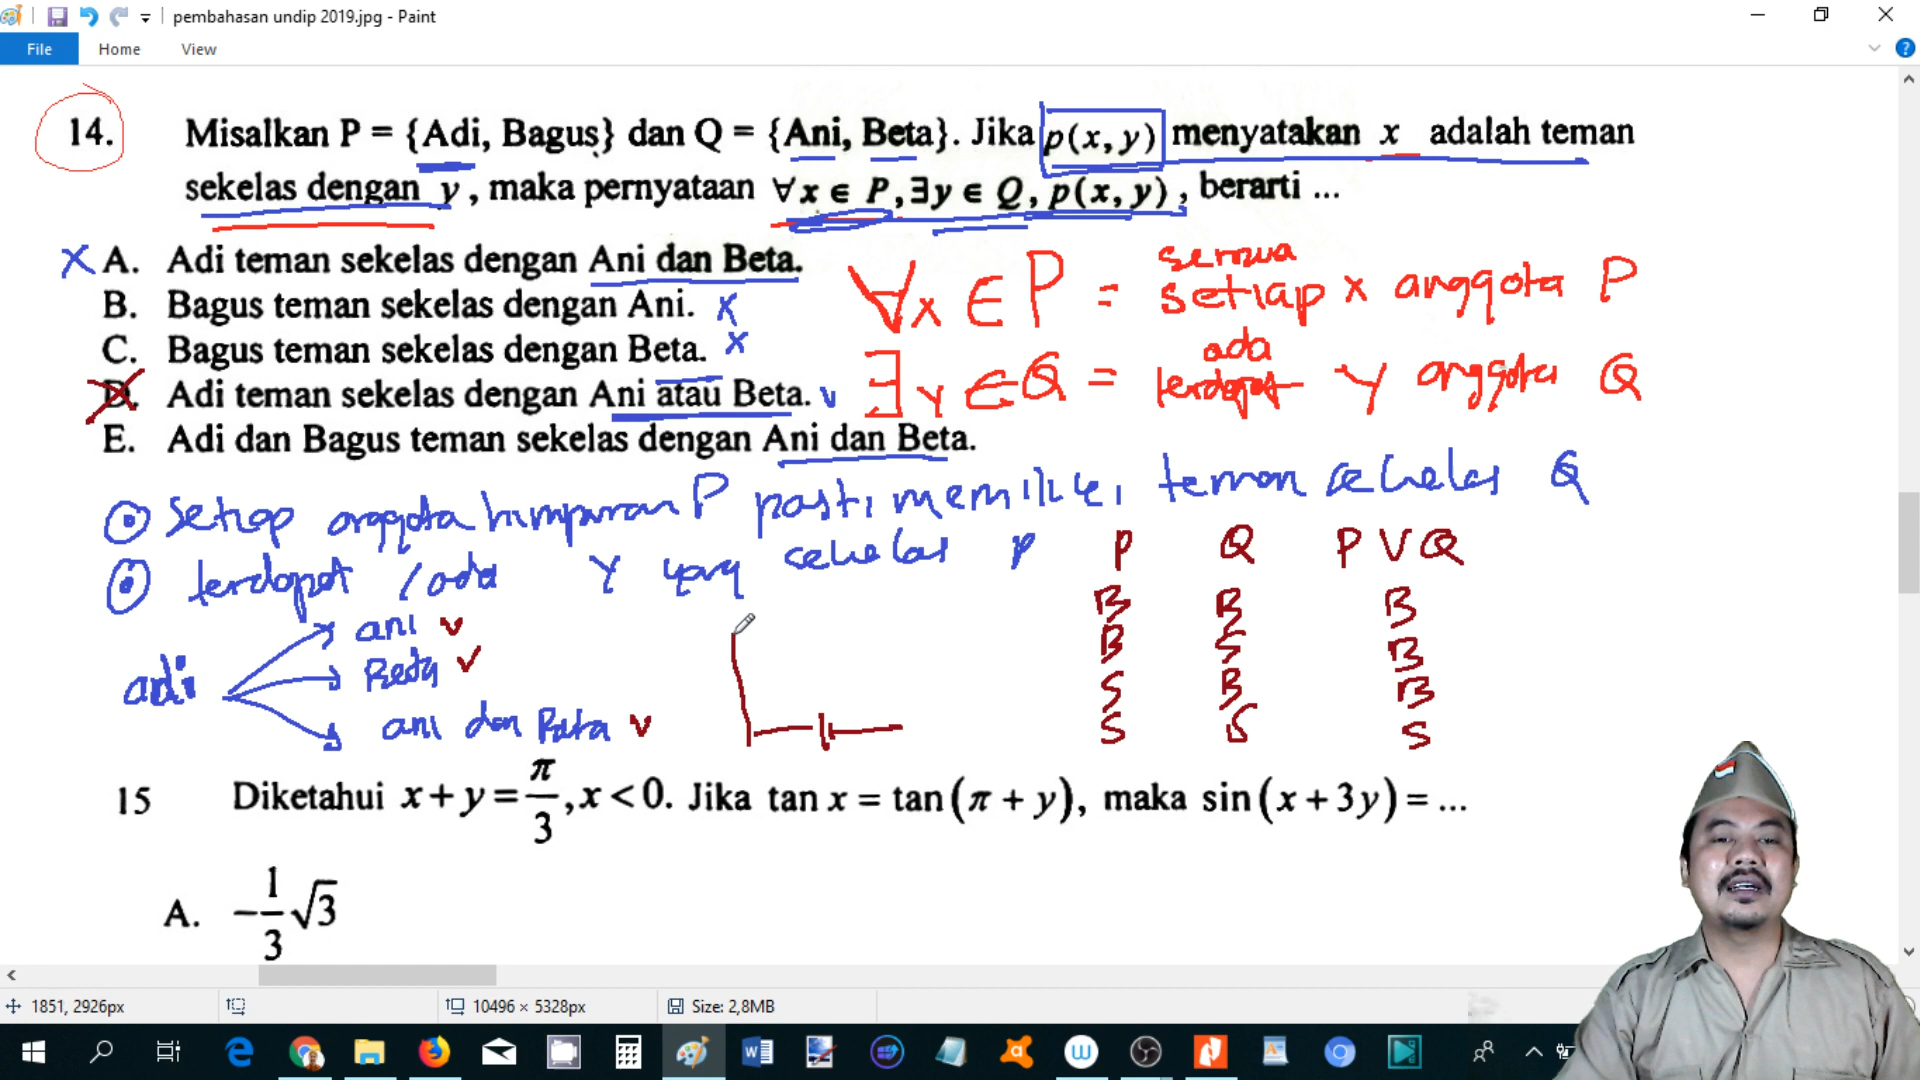 pembahasan undip 2019.jpg - Paint
File Home View
14. Misalkan P = {Adi, Bagus} dan Q = {Ani, Beta}. Jika p(x, y) menyatakan x adalah teman
sekelas dengan y , maka pernyataan ∀x ∈ P,∃y ∈ Q, p(x, y), berarti ...
X A. Adi teman sekelas dengan Ani dan Beta.
B. Bagus teman sekelas dengan Ani. x
C. Bagus teman sekelas dengan Beta. x
D. Adi teman sekelas dengan Ani atau Beta. v
E. Adi dan Bagus teman sekelas dengan Ani dan Beta.
semua
∀x ∈ P = setiap x anggota P
ada
∃y ∈ Q = terdapat y anggota Q
setiap anggota himpunan P pasti memiliki teman sekelas Q
terdapat / ada y yang sekelas P
P Q P V Q
B B B
B S B
S B B
S S S
adi
ani v
Beta v
ani dan Beta v
15 Diketahui x + y = π/3, x < 0. Jika tan x = tan(π + y), maka sin(x + 3y) = ...
A. -1/3 √3
1851, 2926px 10496 × 5328px Size: 2,8MB